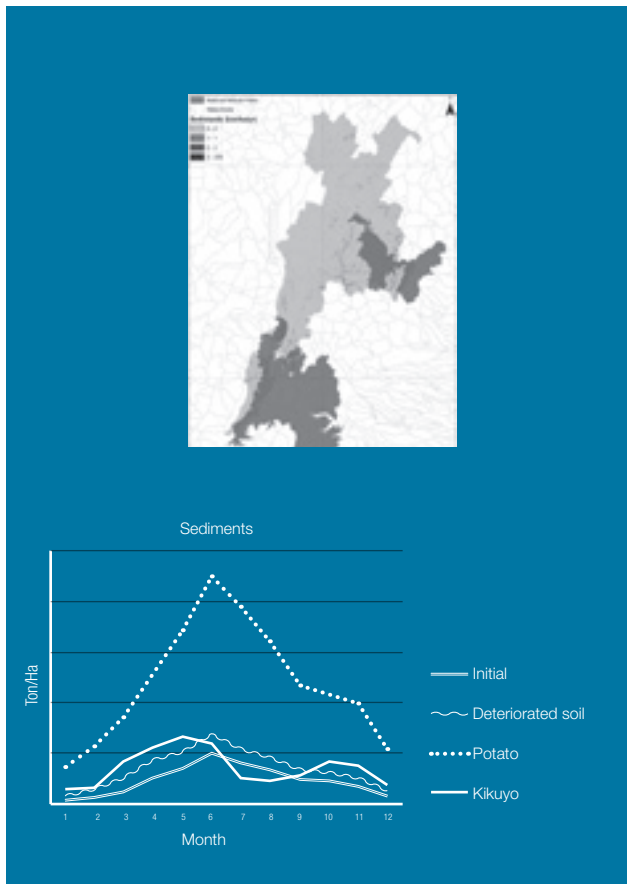 Sediments
Ton/Ha
1 2 3 4 5 6 7 8 9 10 11 12
Month
Initial
Deteriorated soil
Potato
Kikuyo